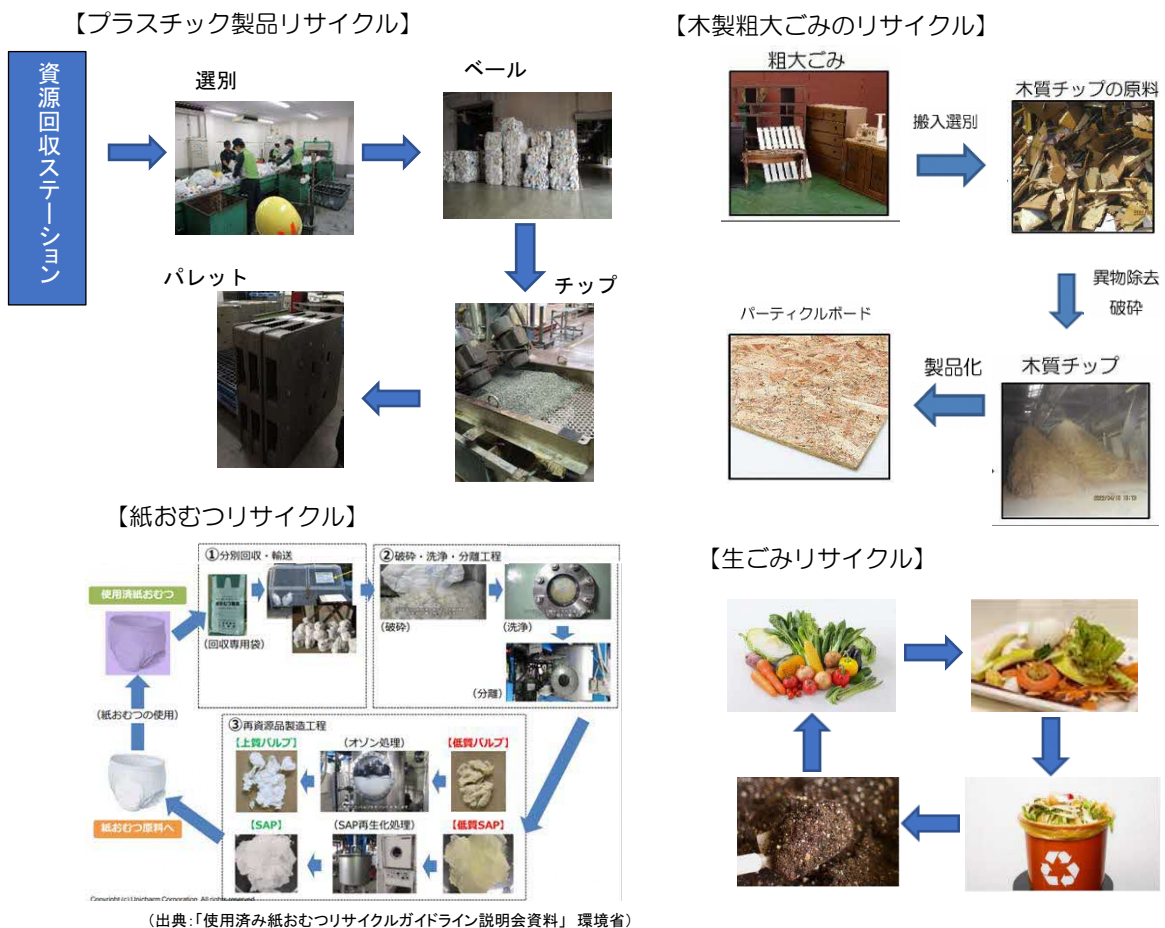 【プラスチック製品リサイクル】
資源回収ステーション
選別
ベール
パレット
チップ
【木製粗大ごみのリサイクル】
粗大ごみ
搬入選別
木質チップの原料
異物除去
破砕
パーティクルボード
製品化
木質チップ
【紙おむつリサイクル】
①分別回収・輸送
②破砕・洗浄・分離工程
使用済紙おむつ
(回収専用袋)
(破砕)
(洗浄)
(分離)
(紙おむつの使用)
③再資源品製造工程
【上質パルプ】
(オゾン処理)
【低質パルプ】
紙おむつ原料へ
【SAP】
(SAP再生化処理)
【低質SAP】
Copyright (c) Unicharm Corporation. All rights reserved
(出典:「使用済み紙おむつリサイクルガイドライン説明会資料」 環境省)
【生ごみリサイクル】